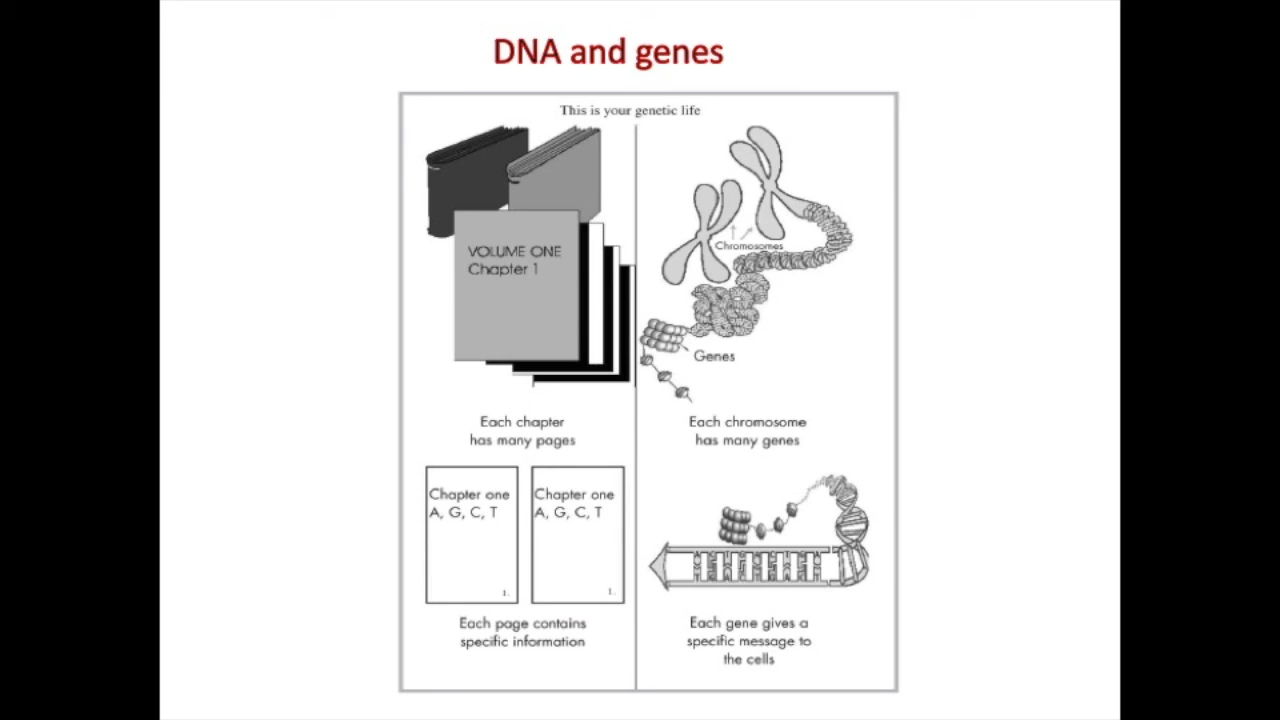 DNA and genes
This is your genetic life
VOLUME ONE
Chapter 1
Chromosomes
Genes
Each chapter
has many pages
Each chromosome
has many genes
Chapter one
A, G, C, T
1.
Chapter one
A, G, C, T
1.
Each page contains
specific information
Each gene gives a
specific message to
the cells